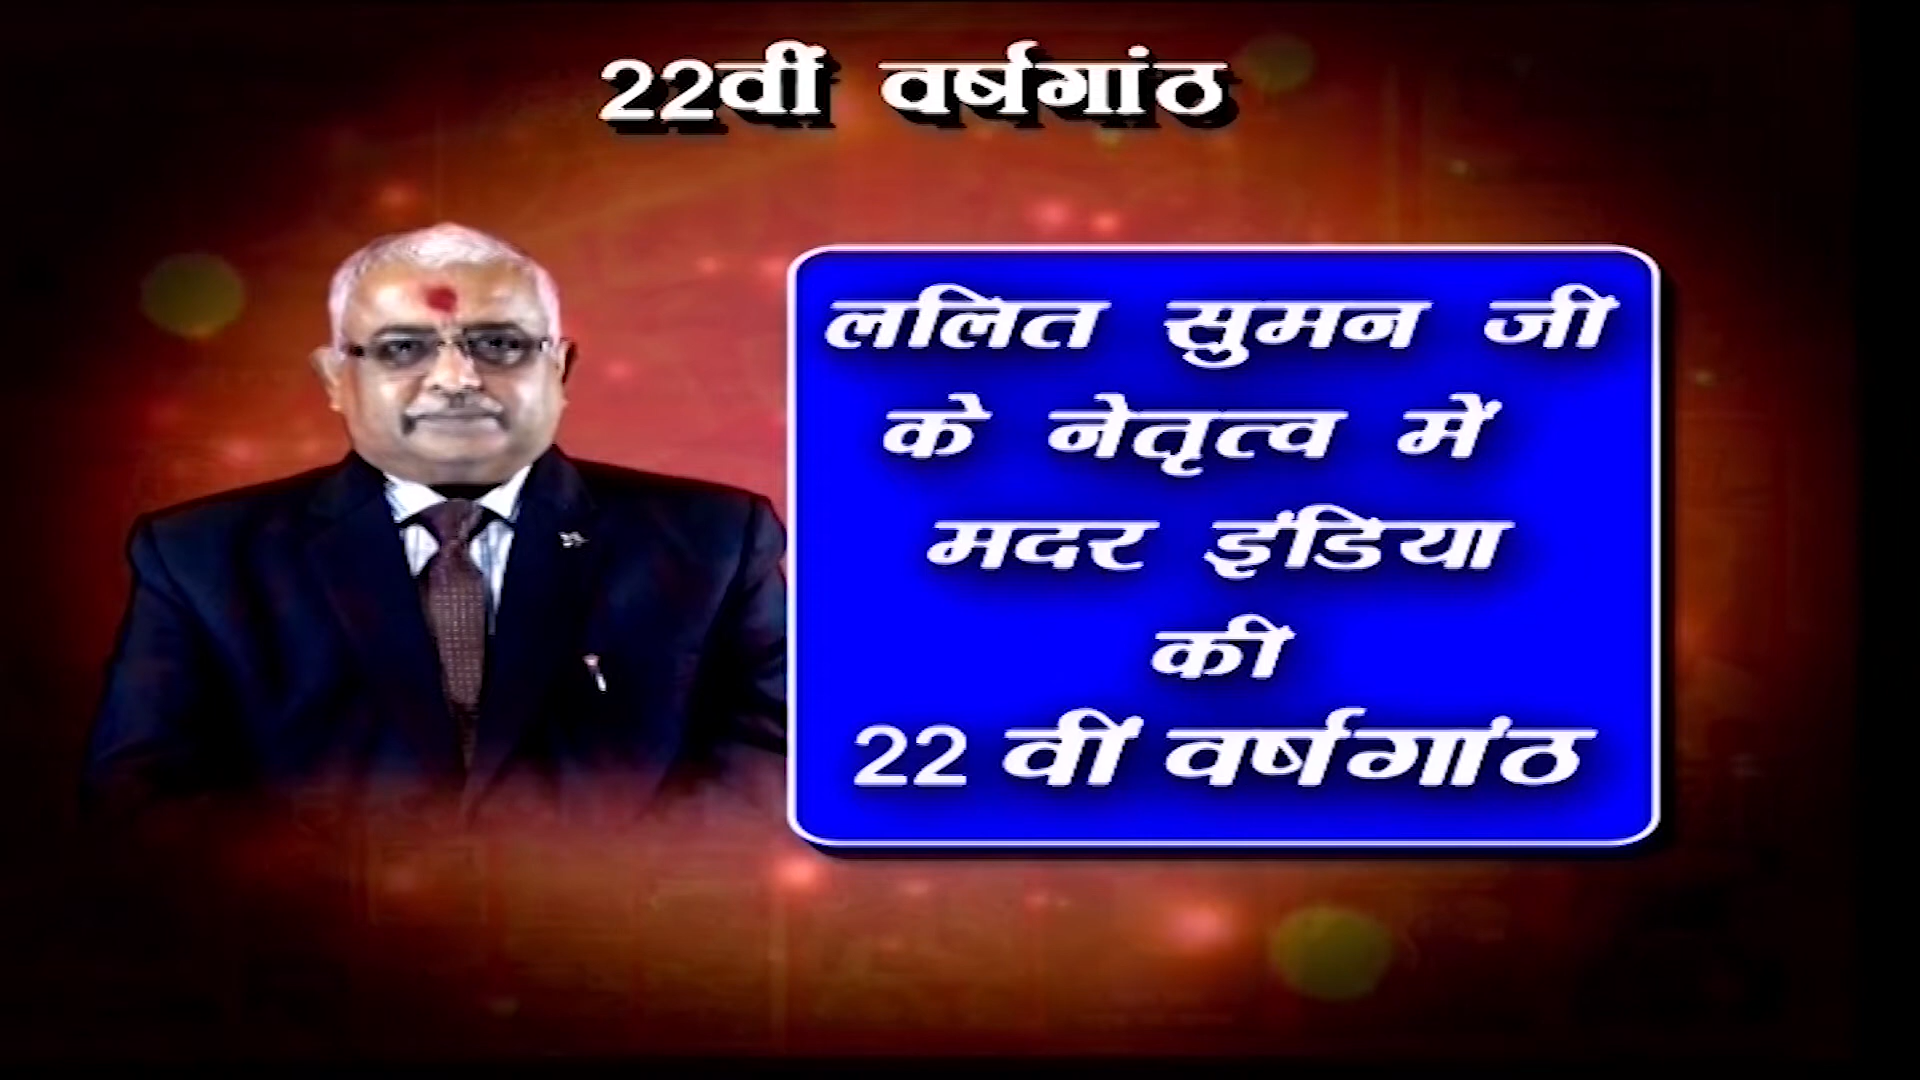 22वीं वर्षगांठ
ललित सुमन जी
के नेतृत्व में
मदर इंडिया
की
22 वीं वर्षगांठ